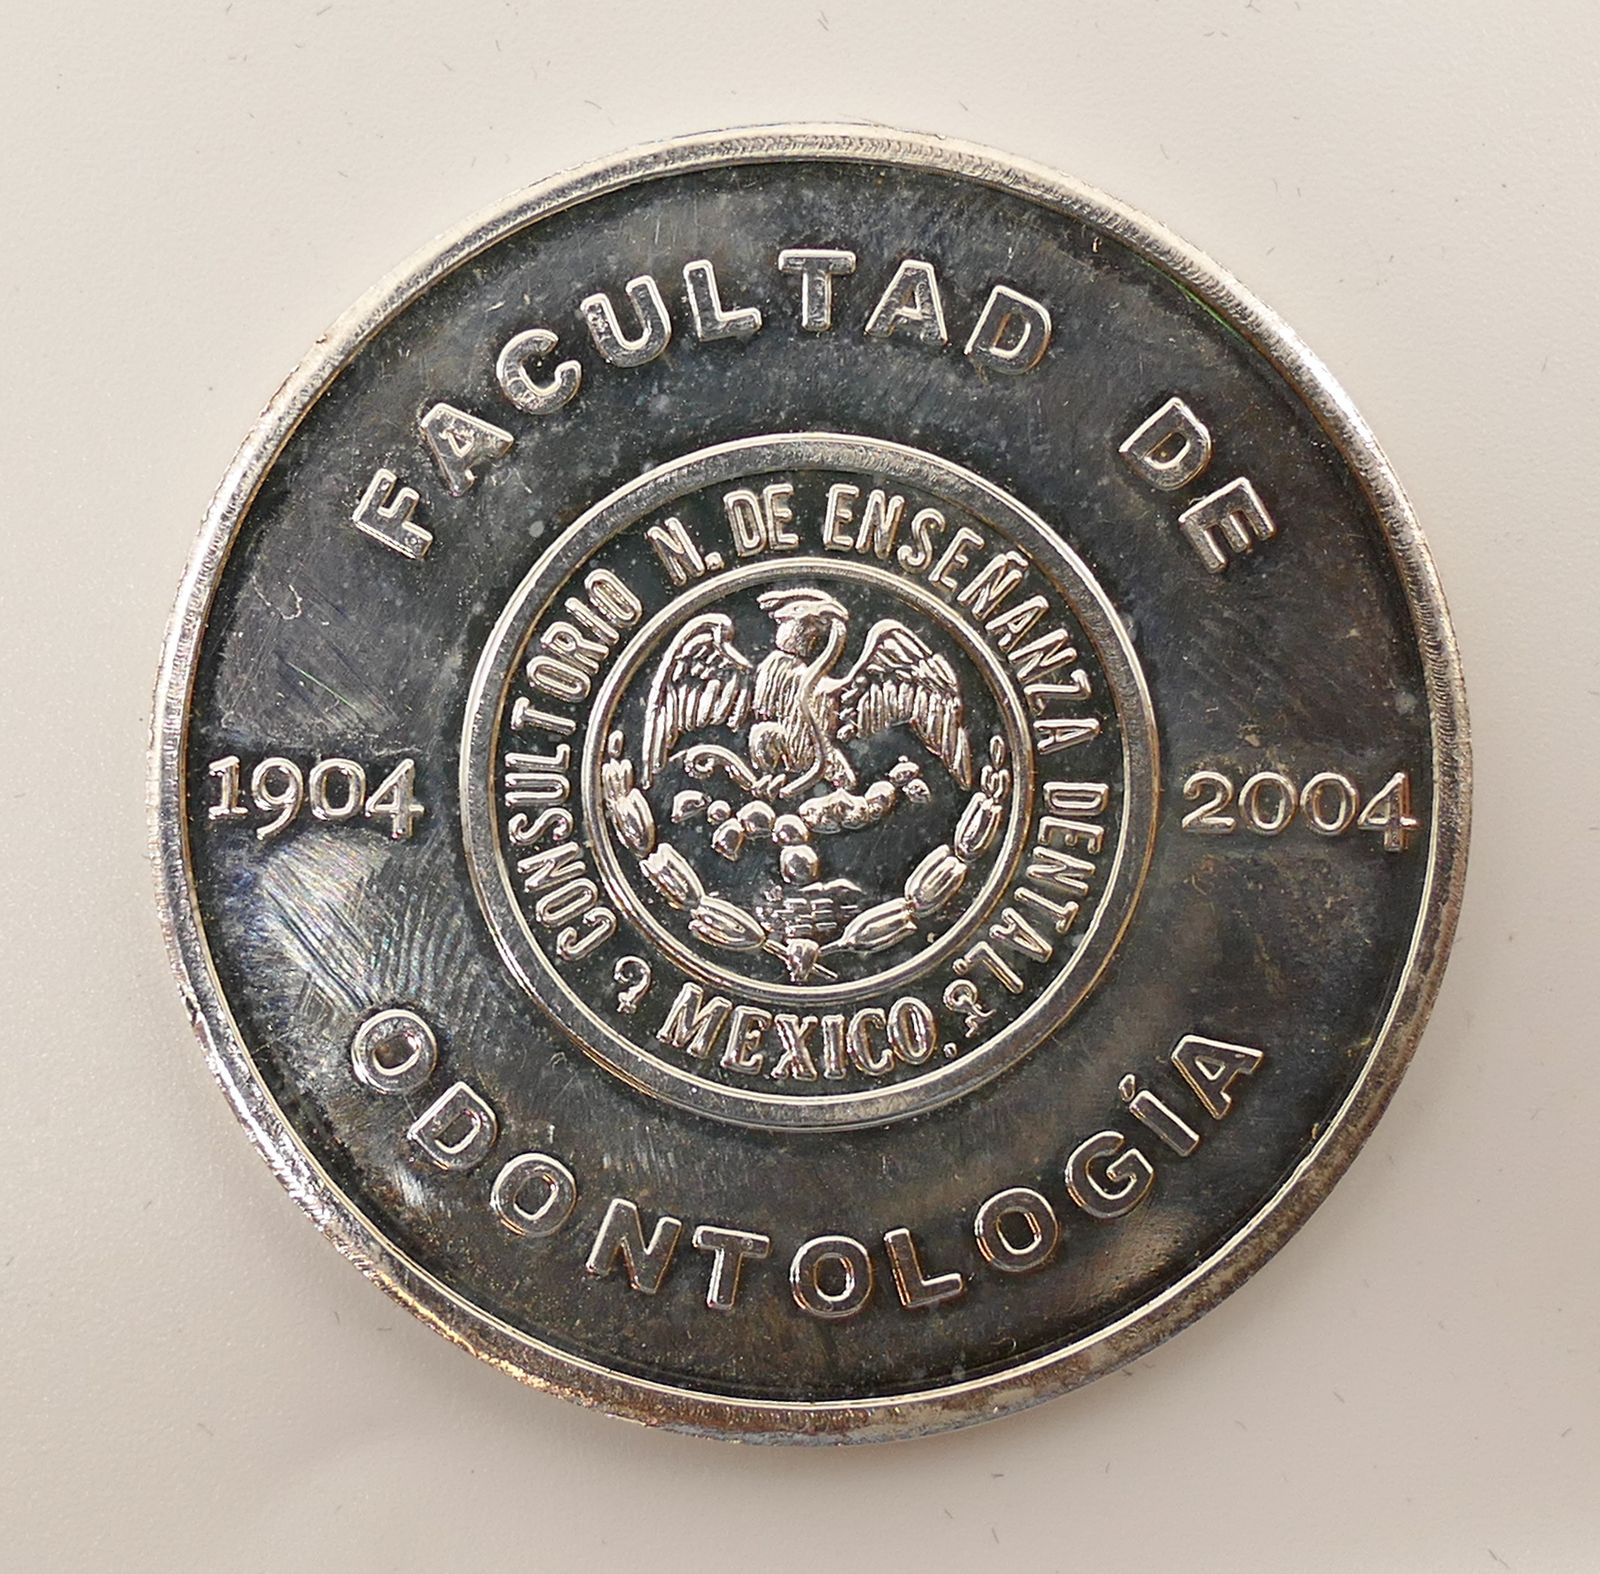 FACULTAD DE
CONSULTORIO N. DE ENSEÑANZA DENTAL.
MEXICO.
1904
2004
ODONTOLOGÍA